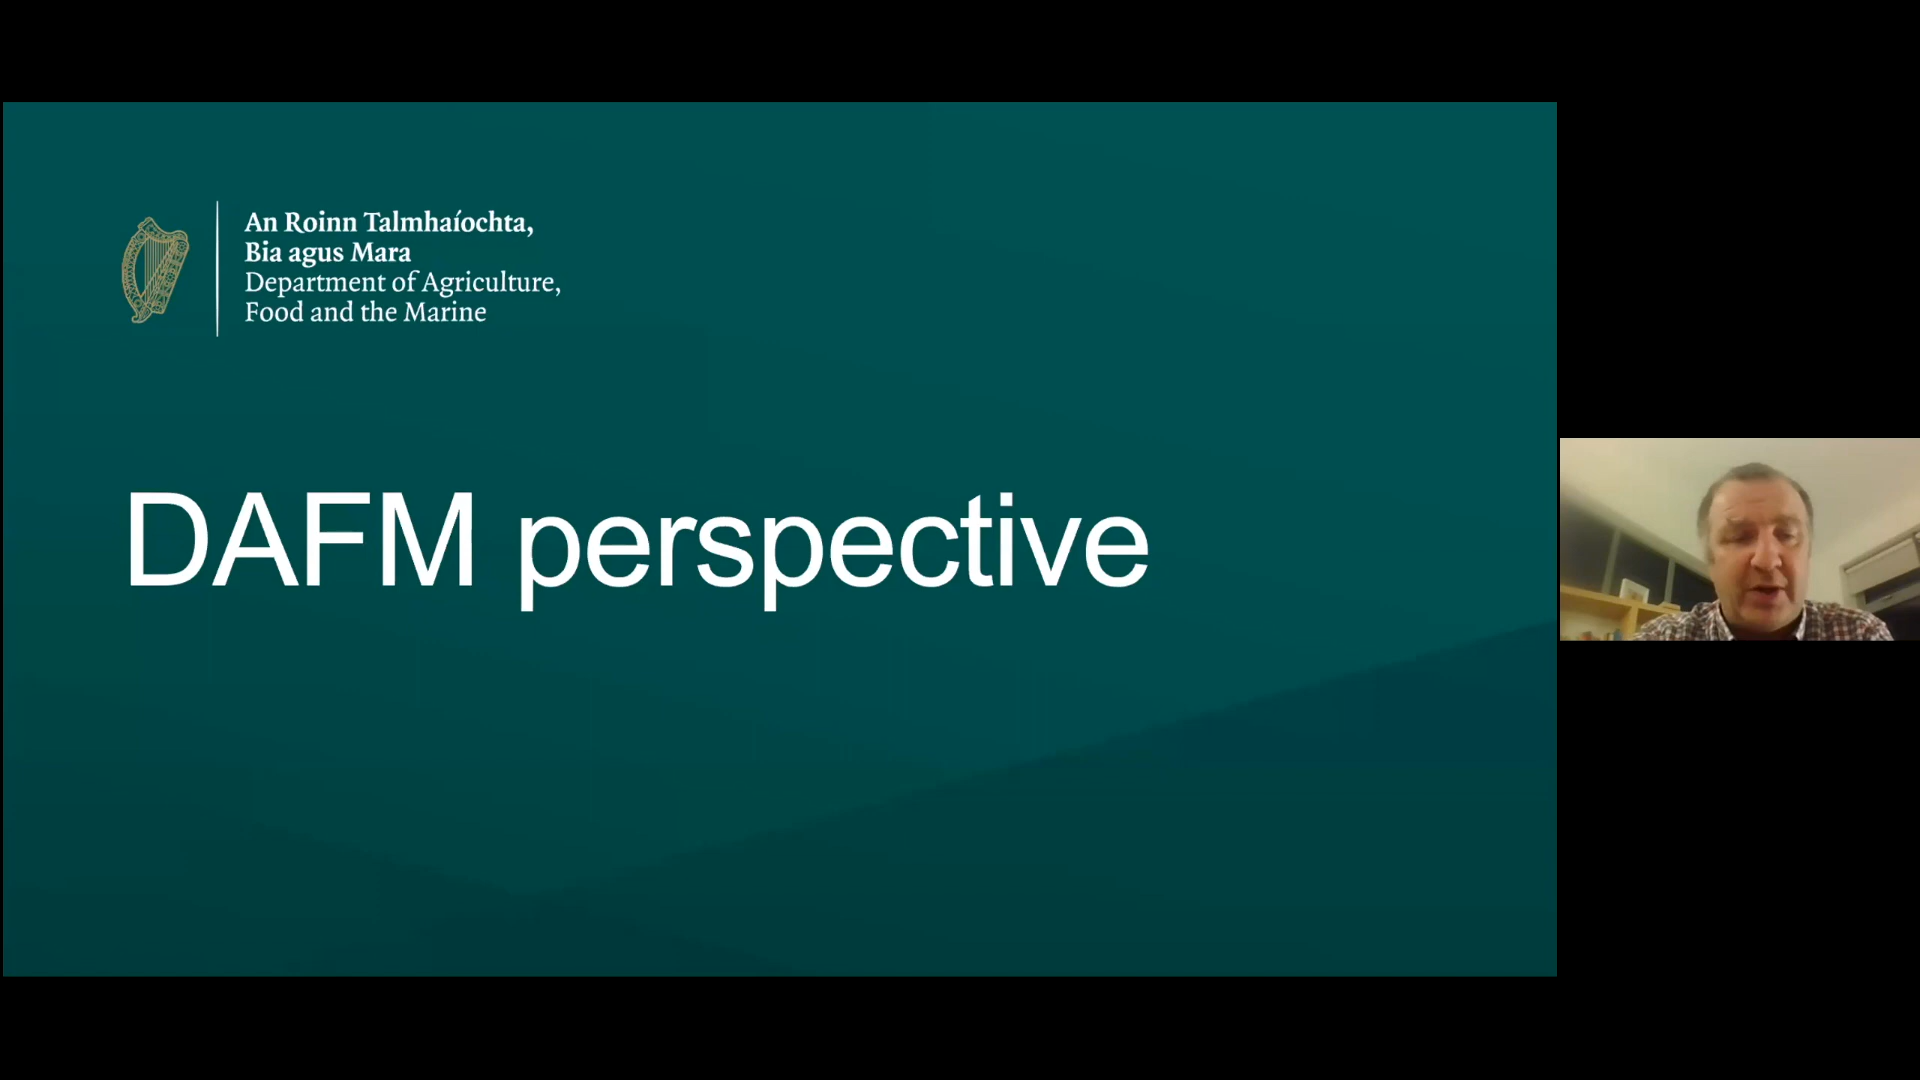 An Roinn Talmhaíochta,
Bia agus Mara
Department of Agriculture,
Food and the Marine
DAFM perspective